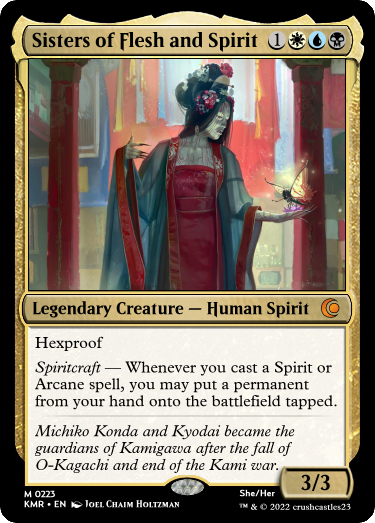 Sisters of Flesh and Spirit 1
Legendary Creature — Human Spirit
Hexproof
Spiritcraft — Whenever you cast a Spirit or
Arcane spell, you may put a permanent
from your hand onto the battlefield tapped.
Michiko Konda and Kyodai became the
guardians of Kamigawa after the fall of
O-Kagachi and end of the Kami war.
3/3
M 0223
She/Her
KMR • EN Joel Chaim Holtzman
™ & © 2022 crushcastles23